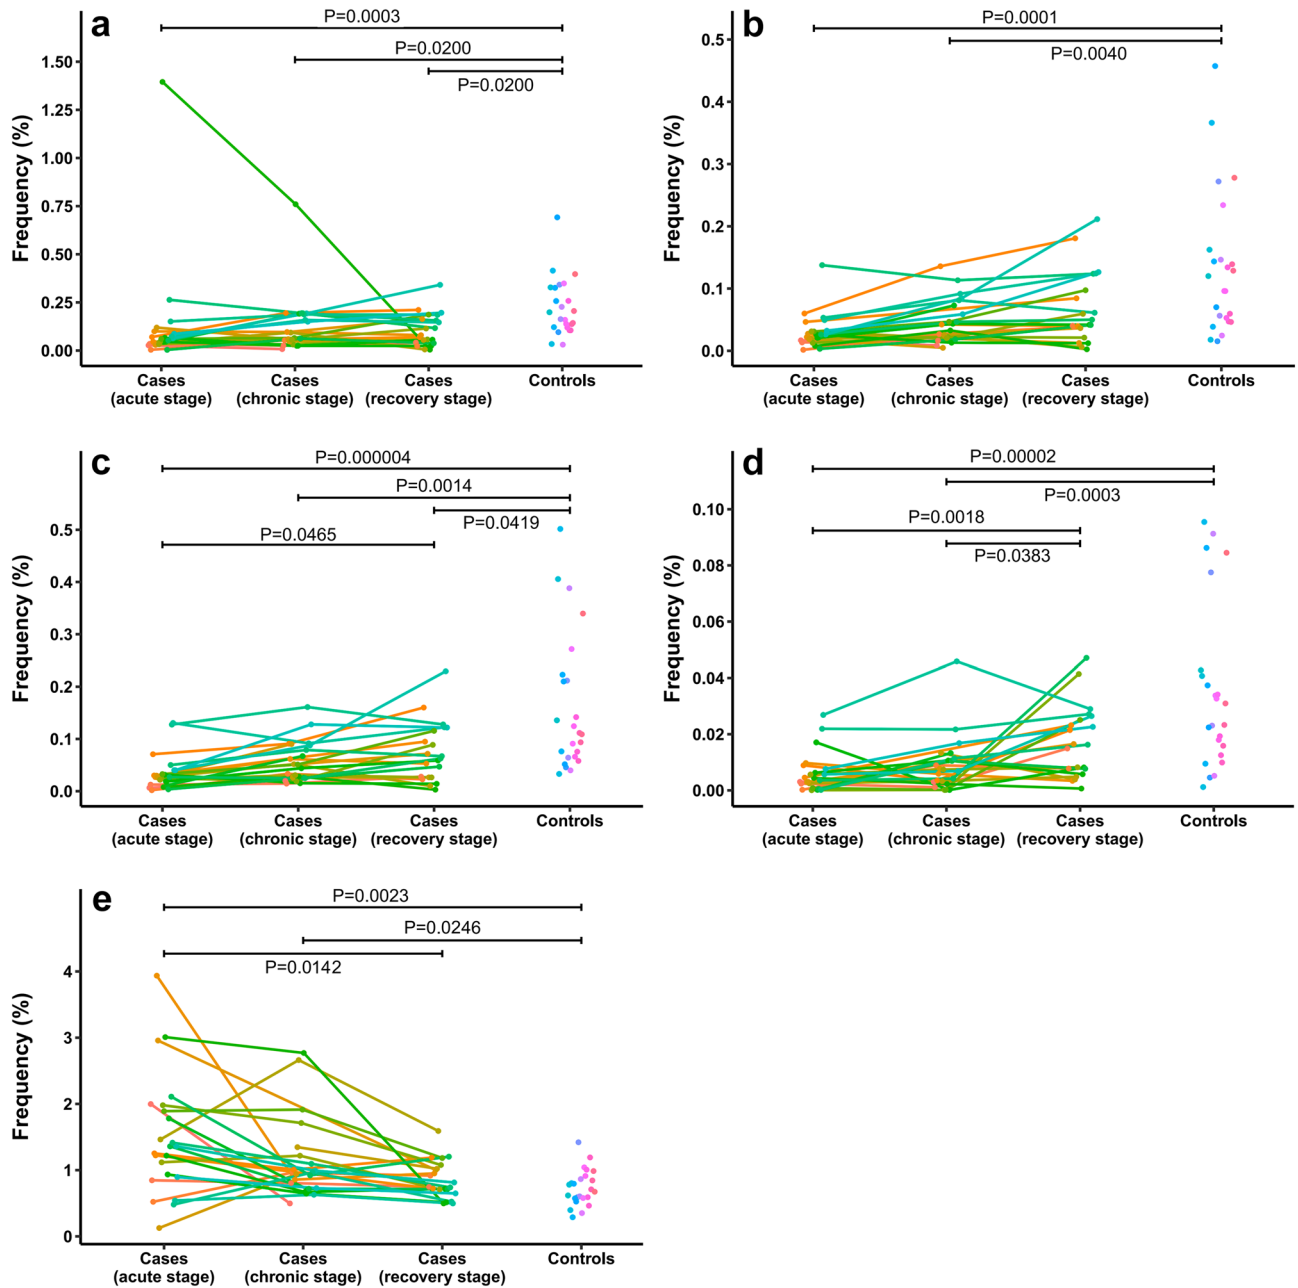 a
P=0.0003
P=0.0200
P=0.0200
Frequency (%)
1.50
1.25
1.00
0.75
0.50
0.25
0.00
Cases
(acute stage)
Cases
(chronic stage)
Cases
(recovery stage)
Controls
b
P=0.0001
P=0.0040
Frequency (%)
0.5
0.4
0.3
0.2
0.1
0.0
Cases
(acute stage)
Cases
(chronic stage)
Cases
(recovery stage)
Controls
c
P=0.000004
P=0.0014
P=0.0419
P=0.0465
Frequency (%)
0.5
0.4
0.3
0.2
0.1
0.0
Cases
(acute stage)
Cases
(chronic stage)
Cases
(recovery stage)
Controls
d
P=0.00002
P=0.0003
P=0.0018
P=0.0383
Frequency (%)
0.10
0.08
0.06
0.04
0.02
0.00
Cases
(acute stage)
Cases
(chronic stage)
Cases
(recovery stage)
Controls
e
P=0.0023
P=0.0246
P=0.0142
Frequency (%)
4
3
2
1
0
Cases
(acute stage)
Cases
(chronic stage)
Cases
(recovery stage)
Controls